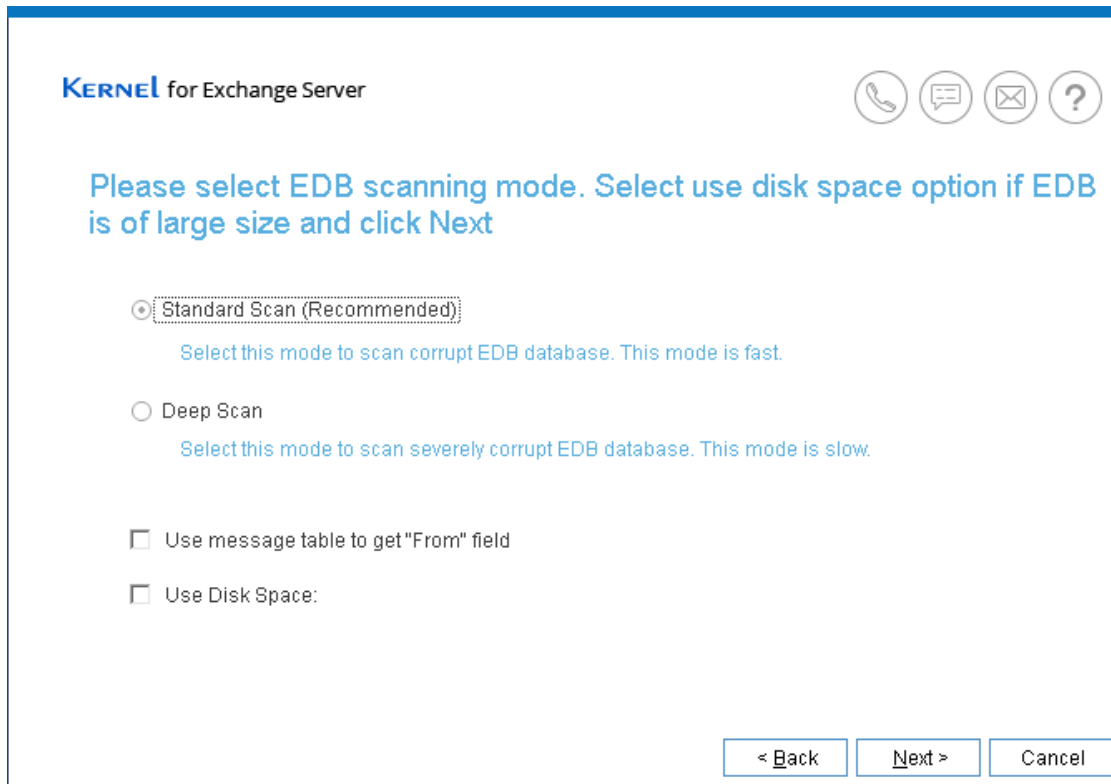 KERNEL for Exchange Server
?
Please select EDB scanning mode. Select use disk space option if EDB
is of large size and click Next
Standard Scan (Recommended)
Select this mode to scan corrupt EDB database. This mode is fast.
Deep Scan
Select this mode to scan severely corrupt EDB database. This mode is slow.
Use message table to get "From" field
Use Disk Space:
< Back Next > Cancel